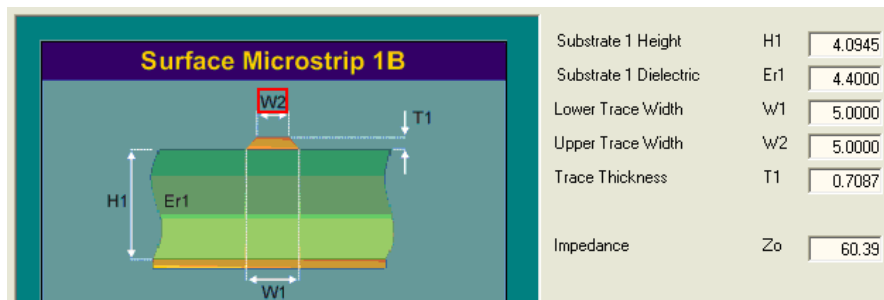 Surface Microstrip 1B
W2
T1
H1
Er1
W1
Substrate 1 Height H1 4.0945
Substrate 1 Dielectric Er1 4.4000
Lower Trace Width W1 5.0000
Upper Trace Width W2 5.0000
Trace Thickness T1 0.7087
Impedance Zo 60.39